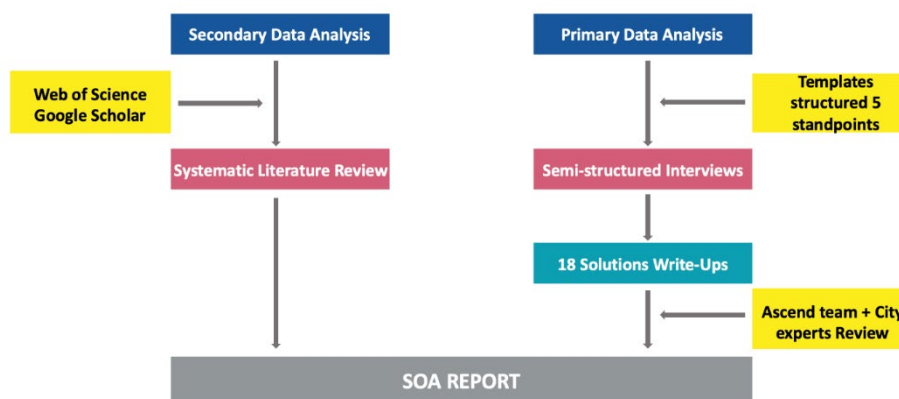 Secondary Data Analysis
Primary Data Analysis
Web of Science
Google Scholar
Templates
structured 5
standpoints
Systematic Literature Review
Semi-structured Interviews
18 Solutions Write-Ups
Ascend team + City
experts Review
SOA REPORT